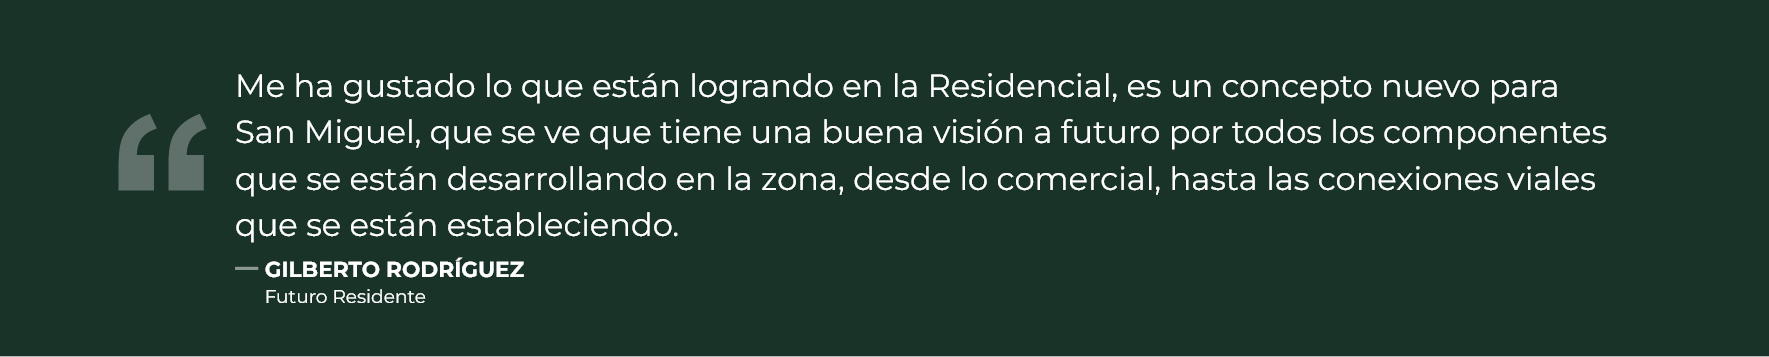 “
Me ha gustado lo que están logrando en la Residencial, es un concepto nuevo para
San Miguel, que se ve que tiene una buena visión a futuro por todos los componentes
que se están desarrollando en la zona, desde lo comercial, hasta las conexiones viales
que se están estableciendo.
— GILBERTO RODRÍGUEZ
Futuro Residente